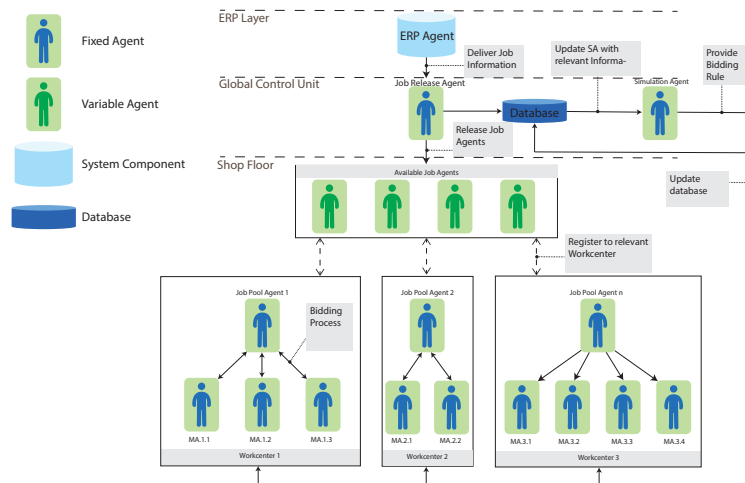 ERP Layer
Fixed Agent
ERP Agent
Deliver Job
Information
Update SA with
relevant Informa-
Provide
Bidding
Rule
Global Control Unit
Job Release Agent
Simulation Agent
Variable Agent
Database
Release Job
Agents
System Component
Shop Floor
Available Job Agents
Update
database
Database
Register to relevant
Workcenter
Job Pool Agent 1
Bidding
Process
Job Pool Agent 2
Job Pool Agent n
MA.1.1
MA.1.2
MA.1.3
MA.2.1
MA.2.2
MA.3.1
MA.3.2
MA.3.3
MA.3.4
Workcenter 1
Workcenter 2
Workcenter 3